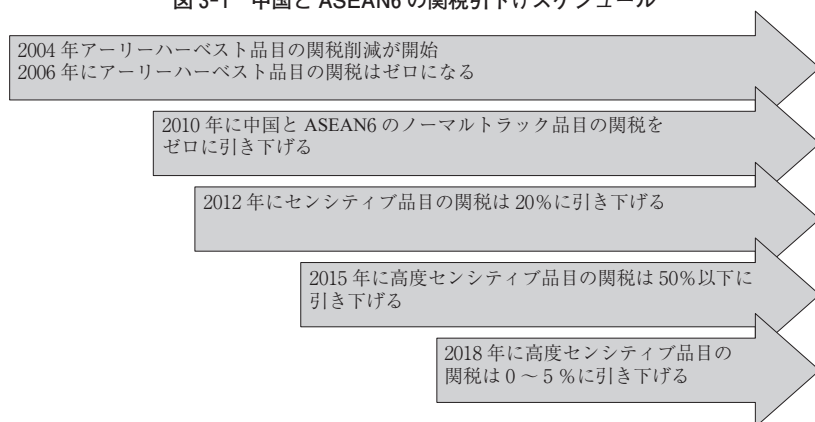 図 3-1 中国と ASEAN6 の関税引下げスケジュール
2004 年アーリーハーベスト品目の関税削減が開始
2006 年にアーリーハーベスト品目の関税はゼロになる
2010 年に中国と ASEAN6 のノーマルトラック品目の関税を
ゼロに引き下げる
2012 年にセンシティブ品目の関税は 20%に引き下げる
2015 年に高度センシティブ品目の関税は 50%以下に
引き下げる
2018 年に高度センシティブ品目の
関税は 0 ~ 5 %に引き下げる